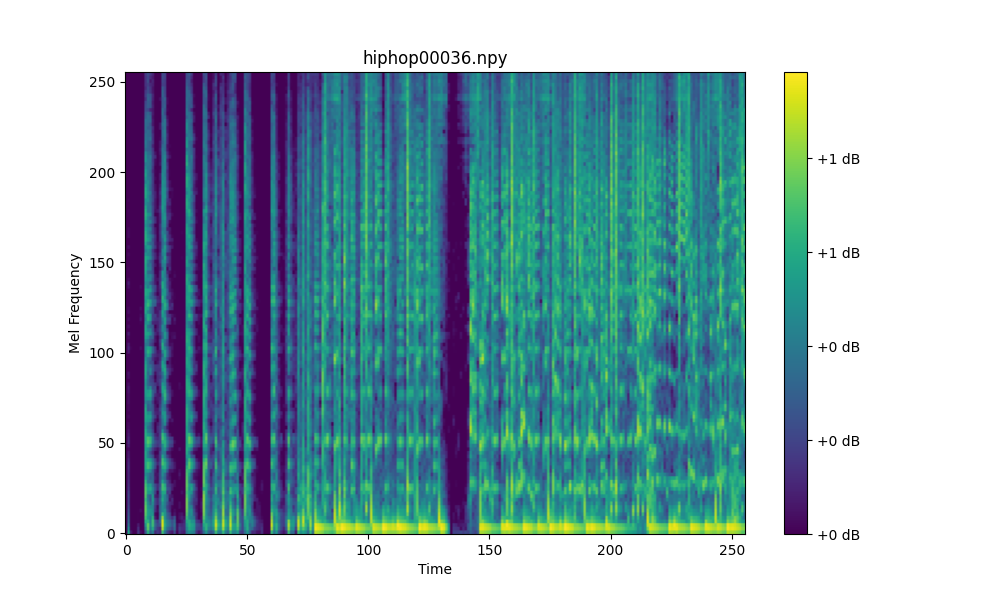 hiphop00036.npy
250
200
150
100
50
0
Mel Frequency
0 50 100 150 200 250
Time
+1 dB
+1 dB
+0 dB
+0 dB
+0 dB